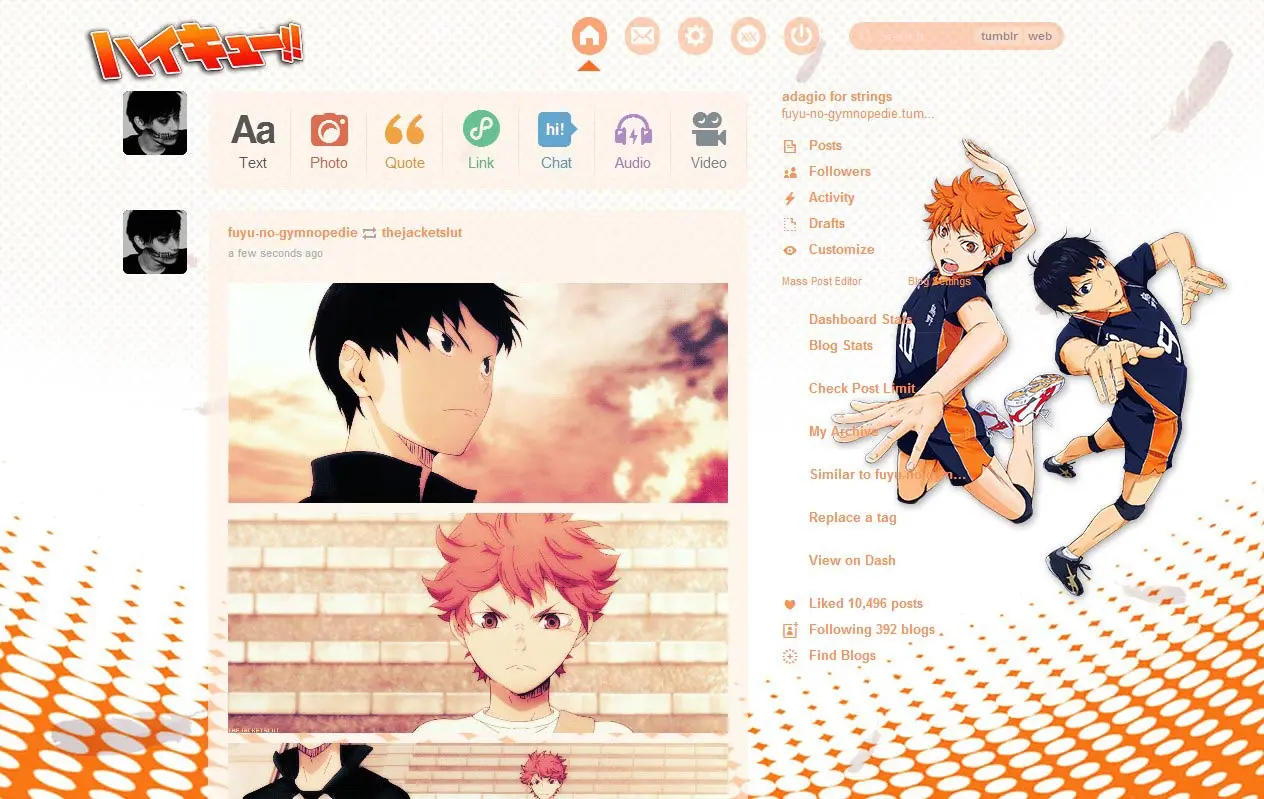 ハイキュー!!
tumblr web
Aa
hi!
Text Photo Quote Link Chat Audio Video
fuyu-no-gymnopedie thejacketslut
a few seconds ago
THEJACKETSLUT
adagio for strings
fuyu-no-gymnopedie.tum...
Posts
Followers
Activity
Drafts
Customize
Mass Post Editor Blog Settings
Dashboard Stats
Blog Stats
Check Post Limit
My Archive
Similar to
Replace a tag
View on Dash
Liked 10,496 posts
Following 392 blogs
Find Blogs